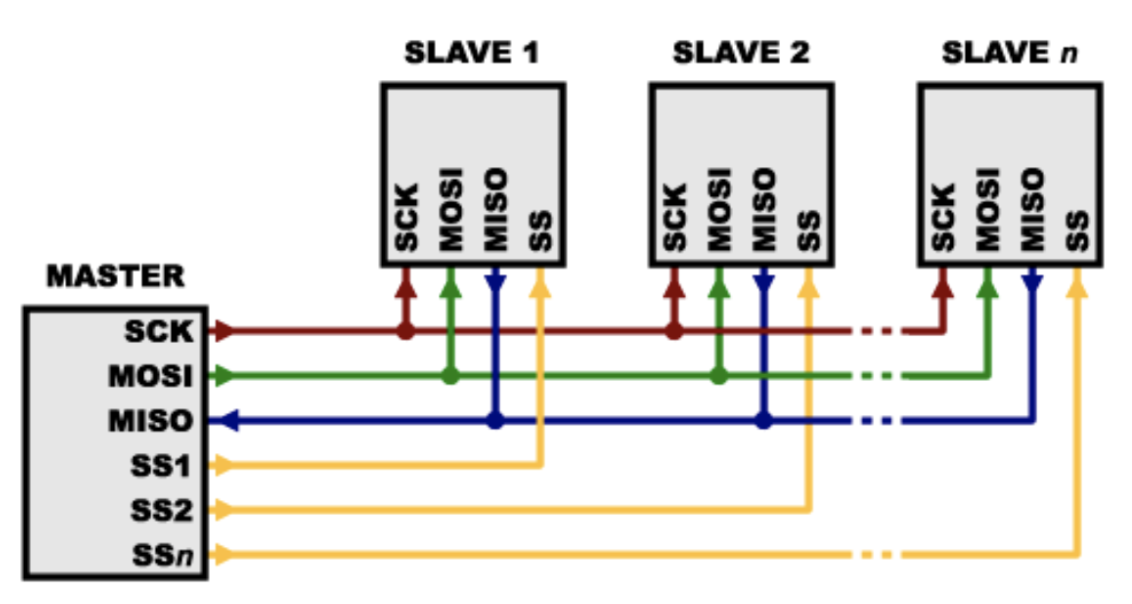 SLAVE 1
SLAVE 2
SLAVE n
SCK
MOSI
MISO
SS
SCK
MOSI
MISO
SS
SCK
MOSI
MISO
SS
MASTER
SCK
MOSI
MISO
SS1
SS2
SSn